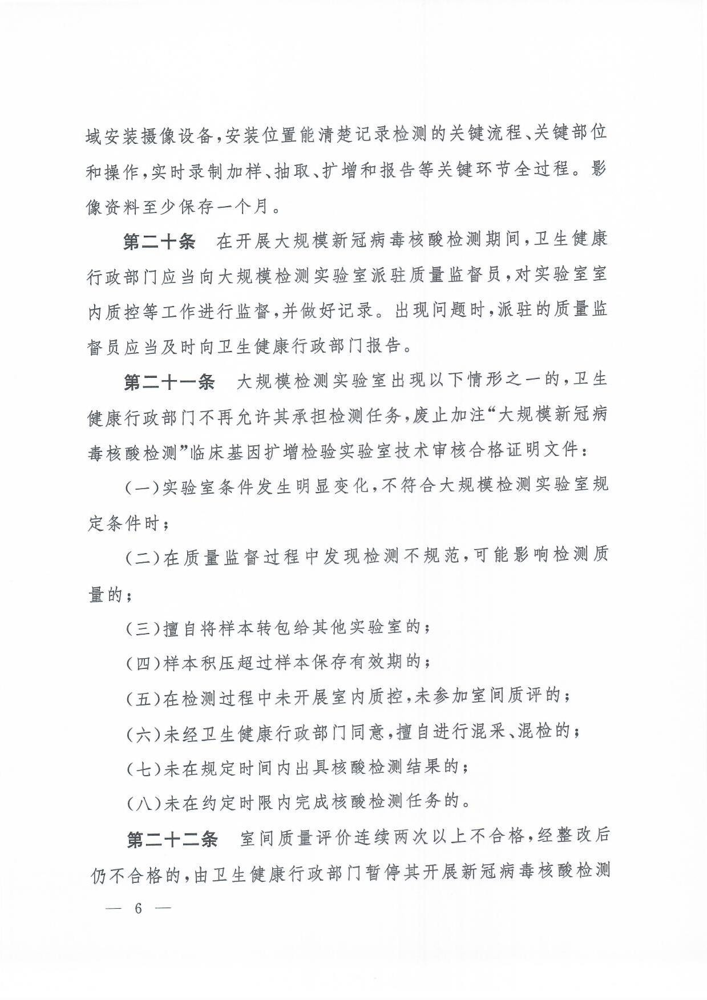 域安装摄像设备,安装位置能清楚记录检测的关键流程、关键部位
和操作,实时录制加样、抽取、扩增和报告等关键环节全过程。影
像资料至少保存一个月。
第二十条　在开展大规模新冠病毒核酸检测期间,卫生健康
行政部门应当向大规模检测实验室派驻质量监督员,对实验室室
内质控等工作进行监督,并做好记录。出现问题时,派驻的质量监
督员应当及时向卫生健康行政部门报告。
第二十一条　大规模检测实验室出现以下情形之一的,卫生
健康行政部门不再允许其承担检测任务,废止加注“大规模新冠病
毒核酸检测”临床基因扩增检验实验室技术审核合格证明文件:
(一)实验室条件发生明显变化,不符合大规模检测实验室规
定条件时;
(二)在质量监督过程中发现检测不规范,可能影响检测质
量的;
(三)擅自将样本转包给其他实验室的;
(四)样本积压超过样本保存有效期的;
(五)在检测过程中未开展室内质控,未参加室间质评的;
(六)未经卫生健康行政部门同意,擅自进行混采、混检的;
(七)未在规定时间内出具核酸检测结果的;
(八)未在约定时限内完成核酸检测任务的。
第二十二条　室间质量评价连续两次以上不合格,经整改后
仍不合格的,由卫生健康行政部门暂停其开展新冠病毒核酸检测
— 6 —